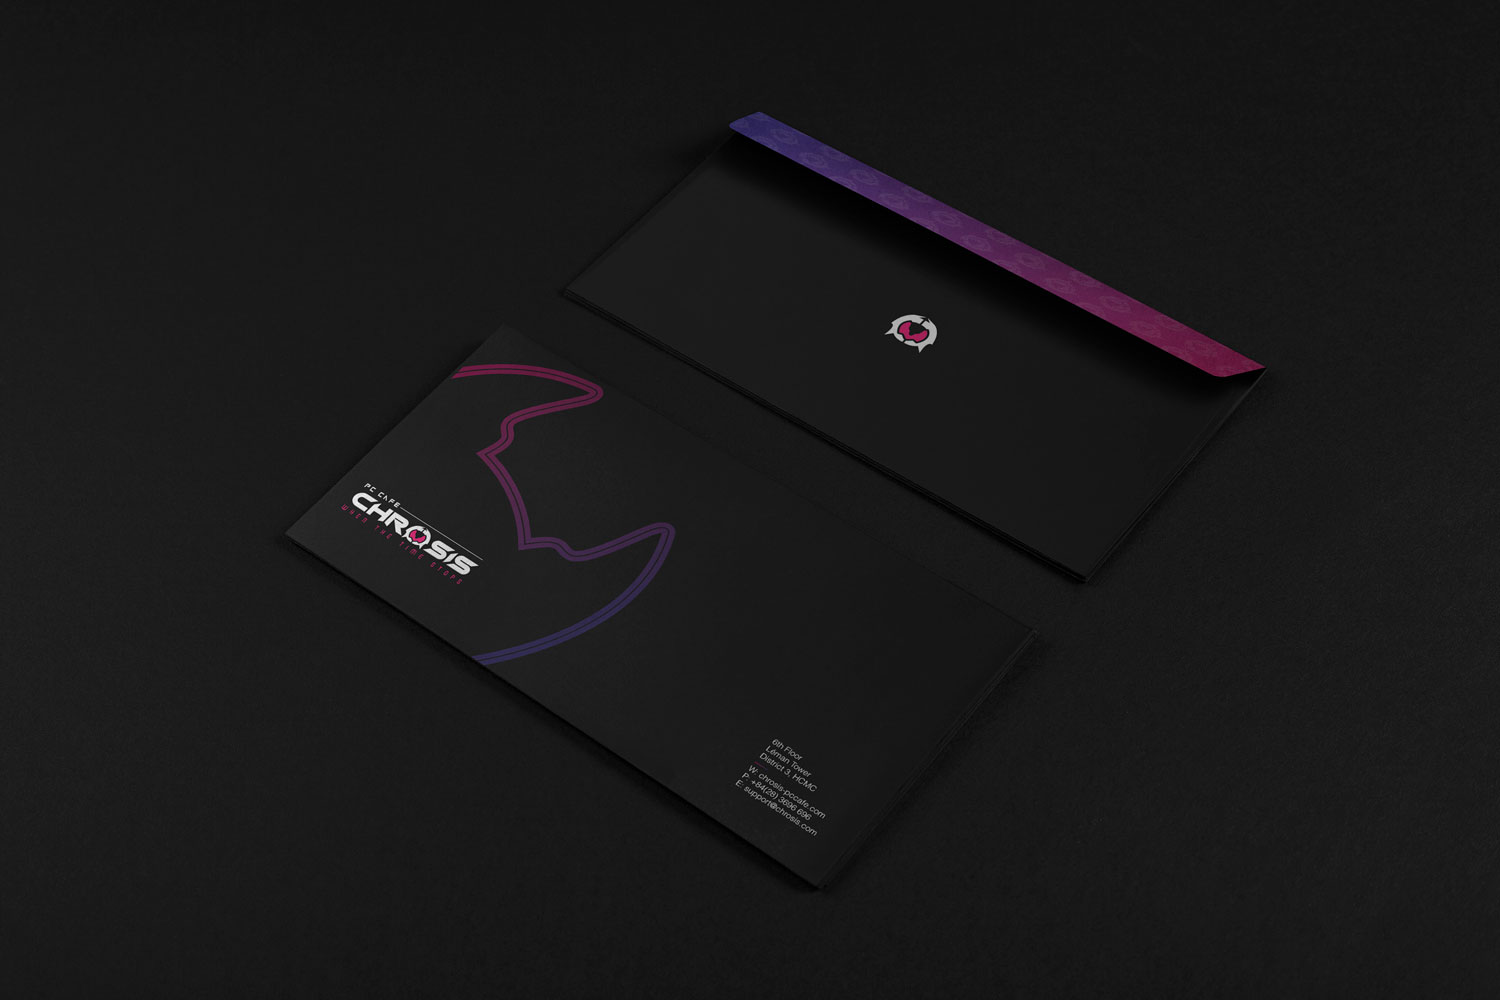 PC CAFE
CHROSIS
WHEN THE TIME STOPS
6th Floor
Léman Tower
District 3, HCMC
W: chrosis-pccafe.com
P: +84(28) 3696 696
E: support@chrosis.com